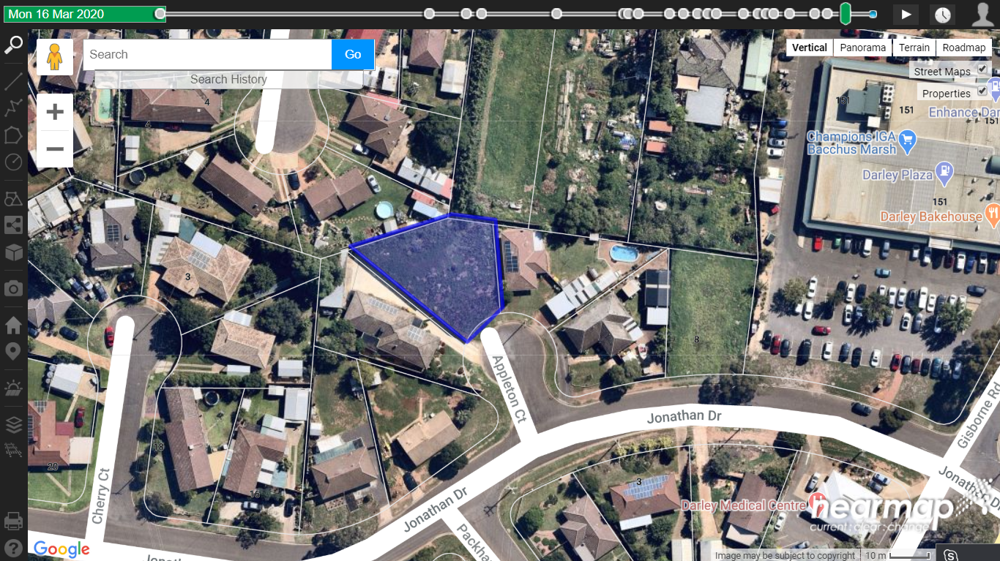 Mon 16 Mar 2020
Search
Go
Search History
Vertical
Panorama
Terrain
Roadmap
Street Maps
Properties
4
4
151
151
151
Enhance Dar
Champions IGA
Bacchus Marsh
Darley Plaza
151
Darley Bakehouse
3
8
Appleton Ct
Jonathan Dr
Gisborne Rd
18
20
16
Cherry Ct
Jonathan Dr
Jonathan D
3
Darley Medical Centre
nearmap
current : clear : change
Packha
Google
Jonath
Image may be subject to copyright
10 m